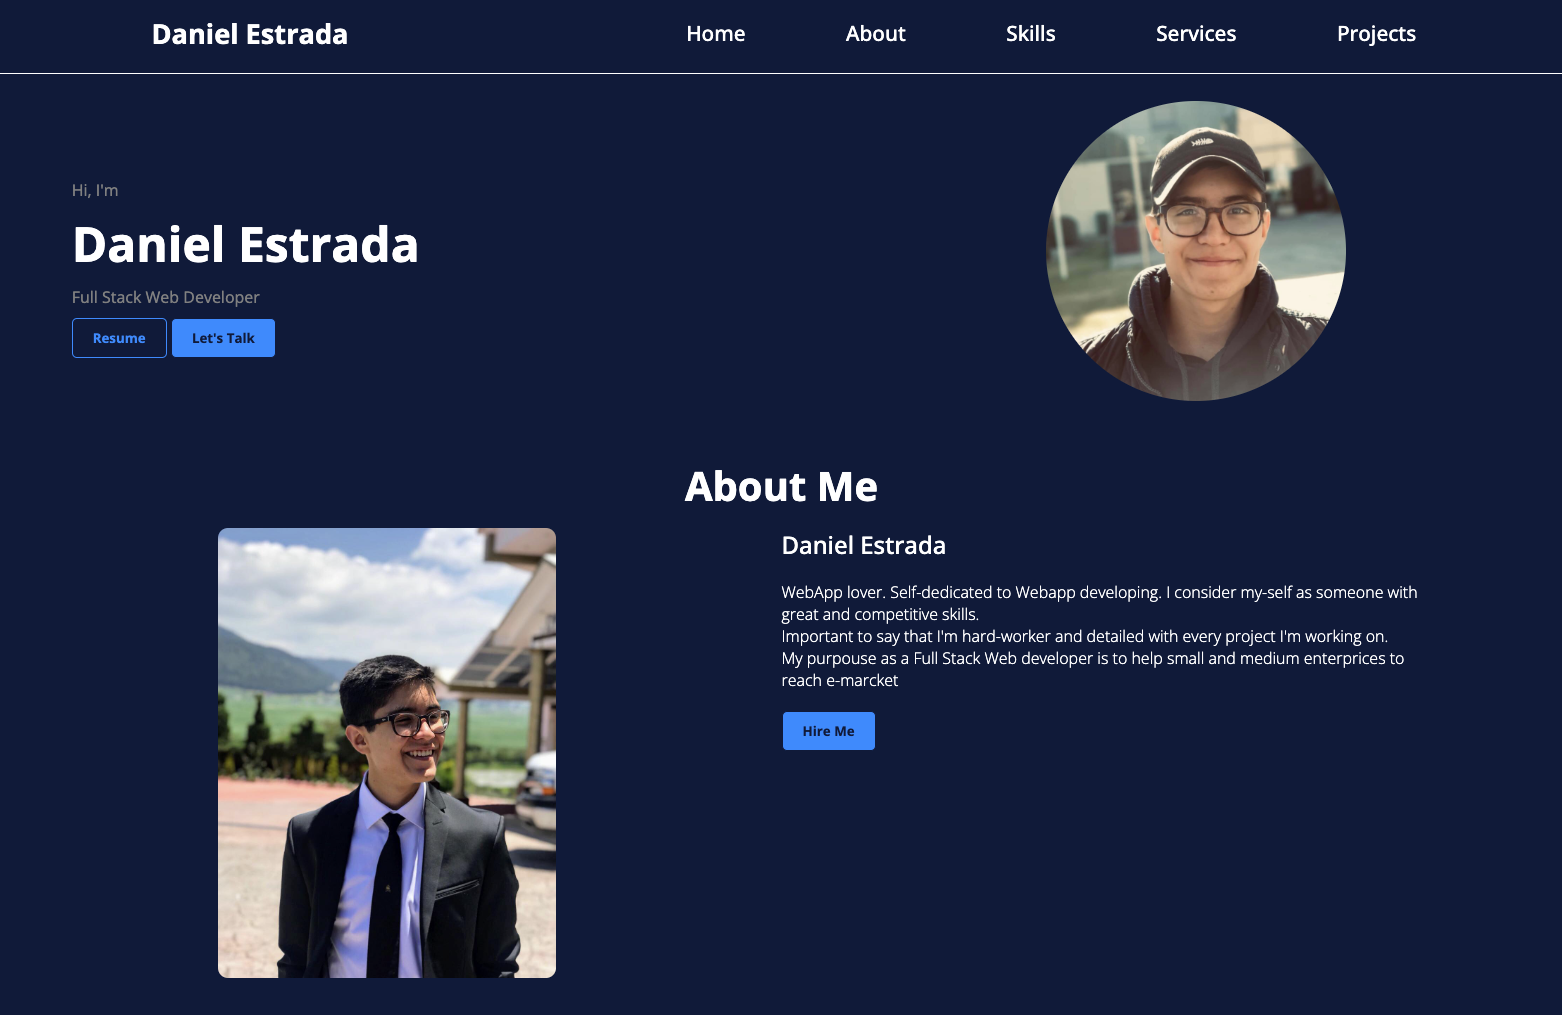 Daniel Estrada
Home
About
Skills
Services
Projects
Hi, I'm
Daniel Estrada
Full Stack Web Developer
Resume
Let's Talk
About Me
Daniel Estrada
WebApp lover. Self-dedicated to Webapp developing. I consider my-self as someone with
great and competitive skills.
Important to say that I'm hard-worker and detailed with every project I'm working on.
My purpouse as a Full Stack Web developer is to help small and medium enterprices to
reach e-marcket
Hire Me